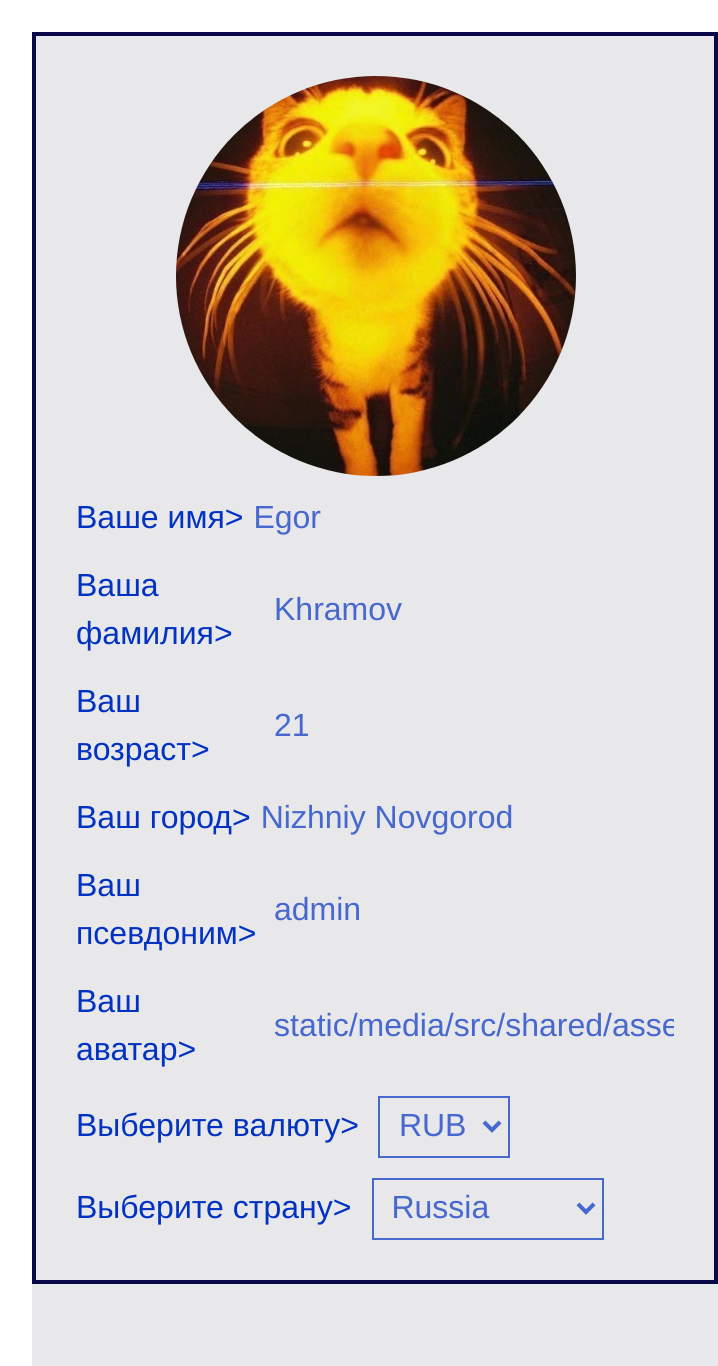 Ваше имя> Egor
Ваша
фамилия>
Khramov
Ваш
возраст>
21
Ваш город> Nizhniy Novgorod
Ваш
псевдоним>
admin
Ваш
аватар>
static/media/src/shared/asse
Выберите валюту> RUB
Выберите страну> Russia